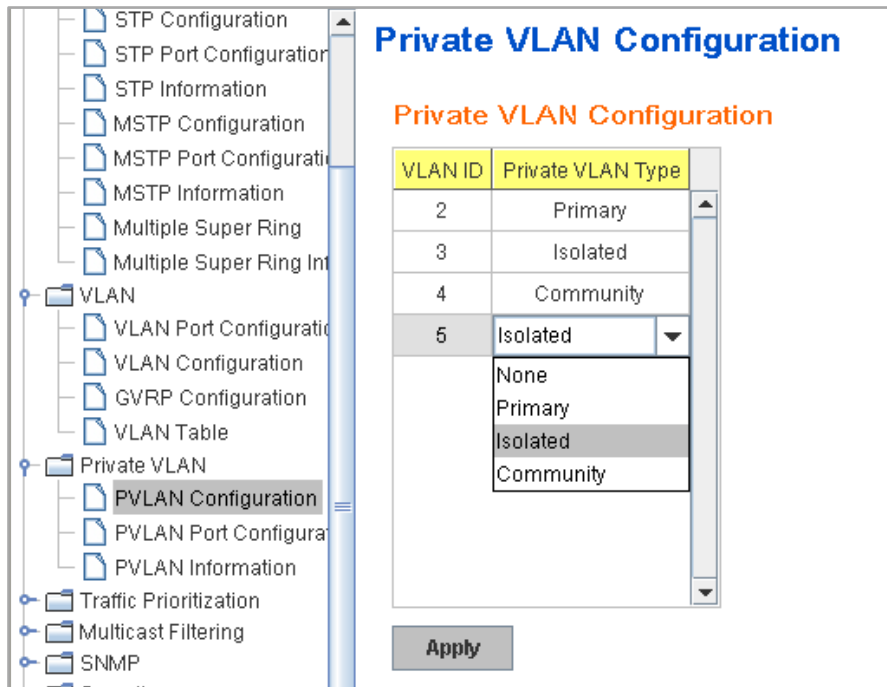 STP Configuration
STP Port Configuration
STP Information
MSTP Configuration
MSTP Port Configurati
MSTP Information
Multiple Super Ring
Multiple Super Ring Inf
VLAN
VLAN Port Configuratio
VLAN Configuration
GVRP Configuration
VLAN Table
Private VLAN
PVLAN Configuration
PVLAN Port Configurat
PVLAN Information
Traffic Prioritization
Multicast Filtering
SNMP
Private VLAN Configuration
Private VLAN Configuration
VLAN ID Private VLAN Type
2 Primary
3 Isolated
4 Community
5 Isolated
None
Primary
Isolated
Community
Apply